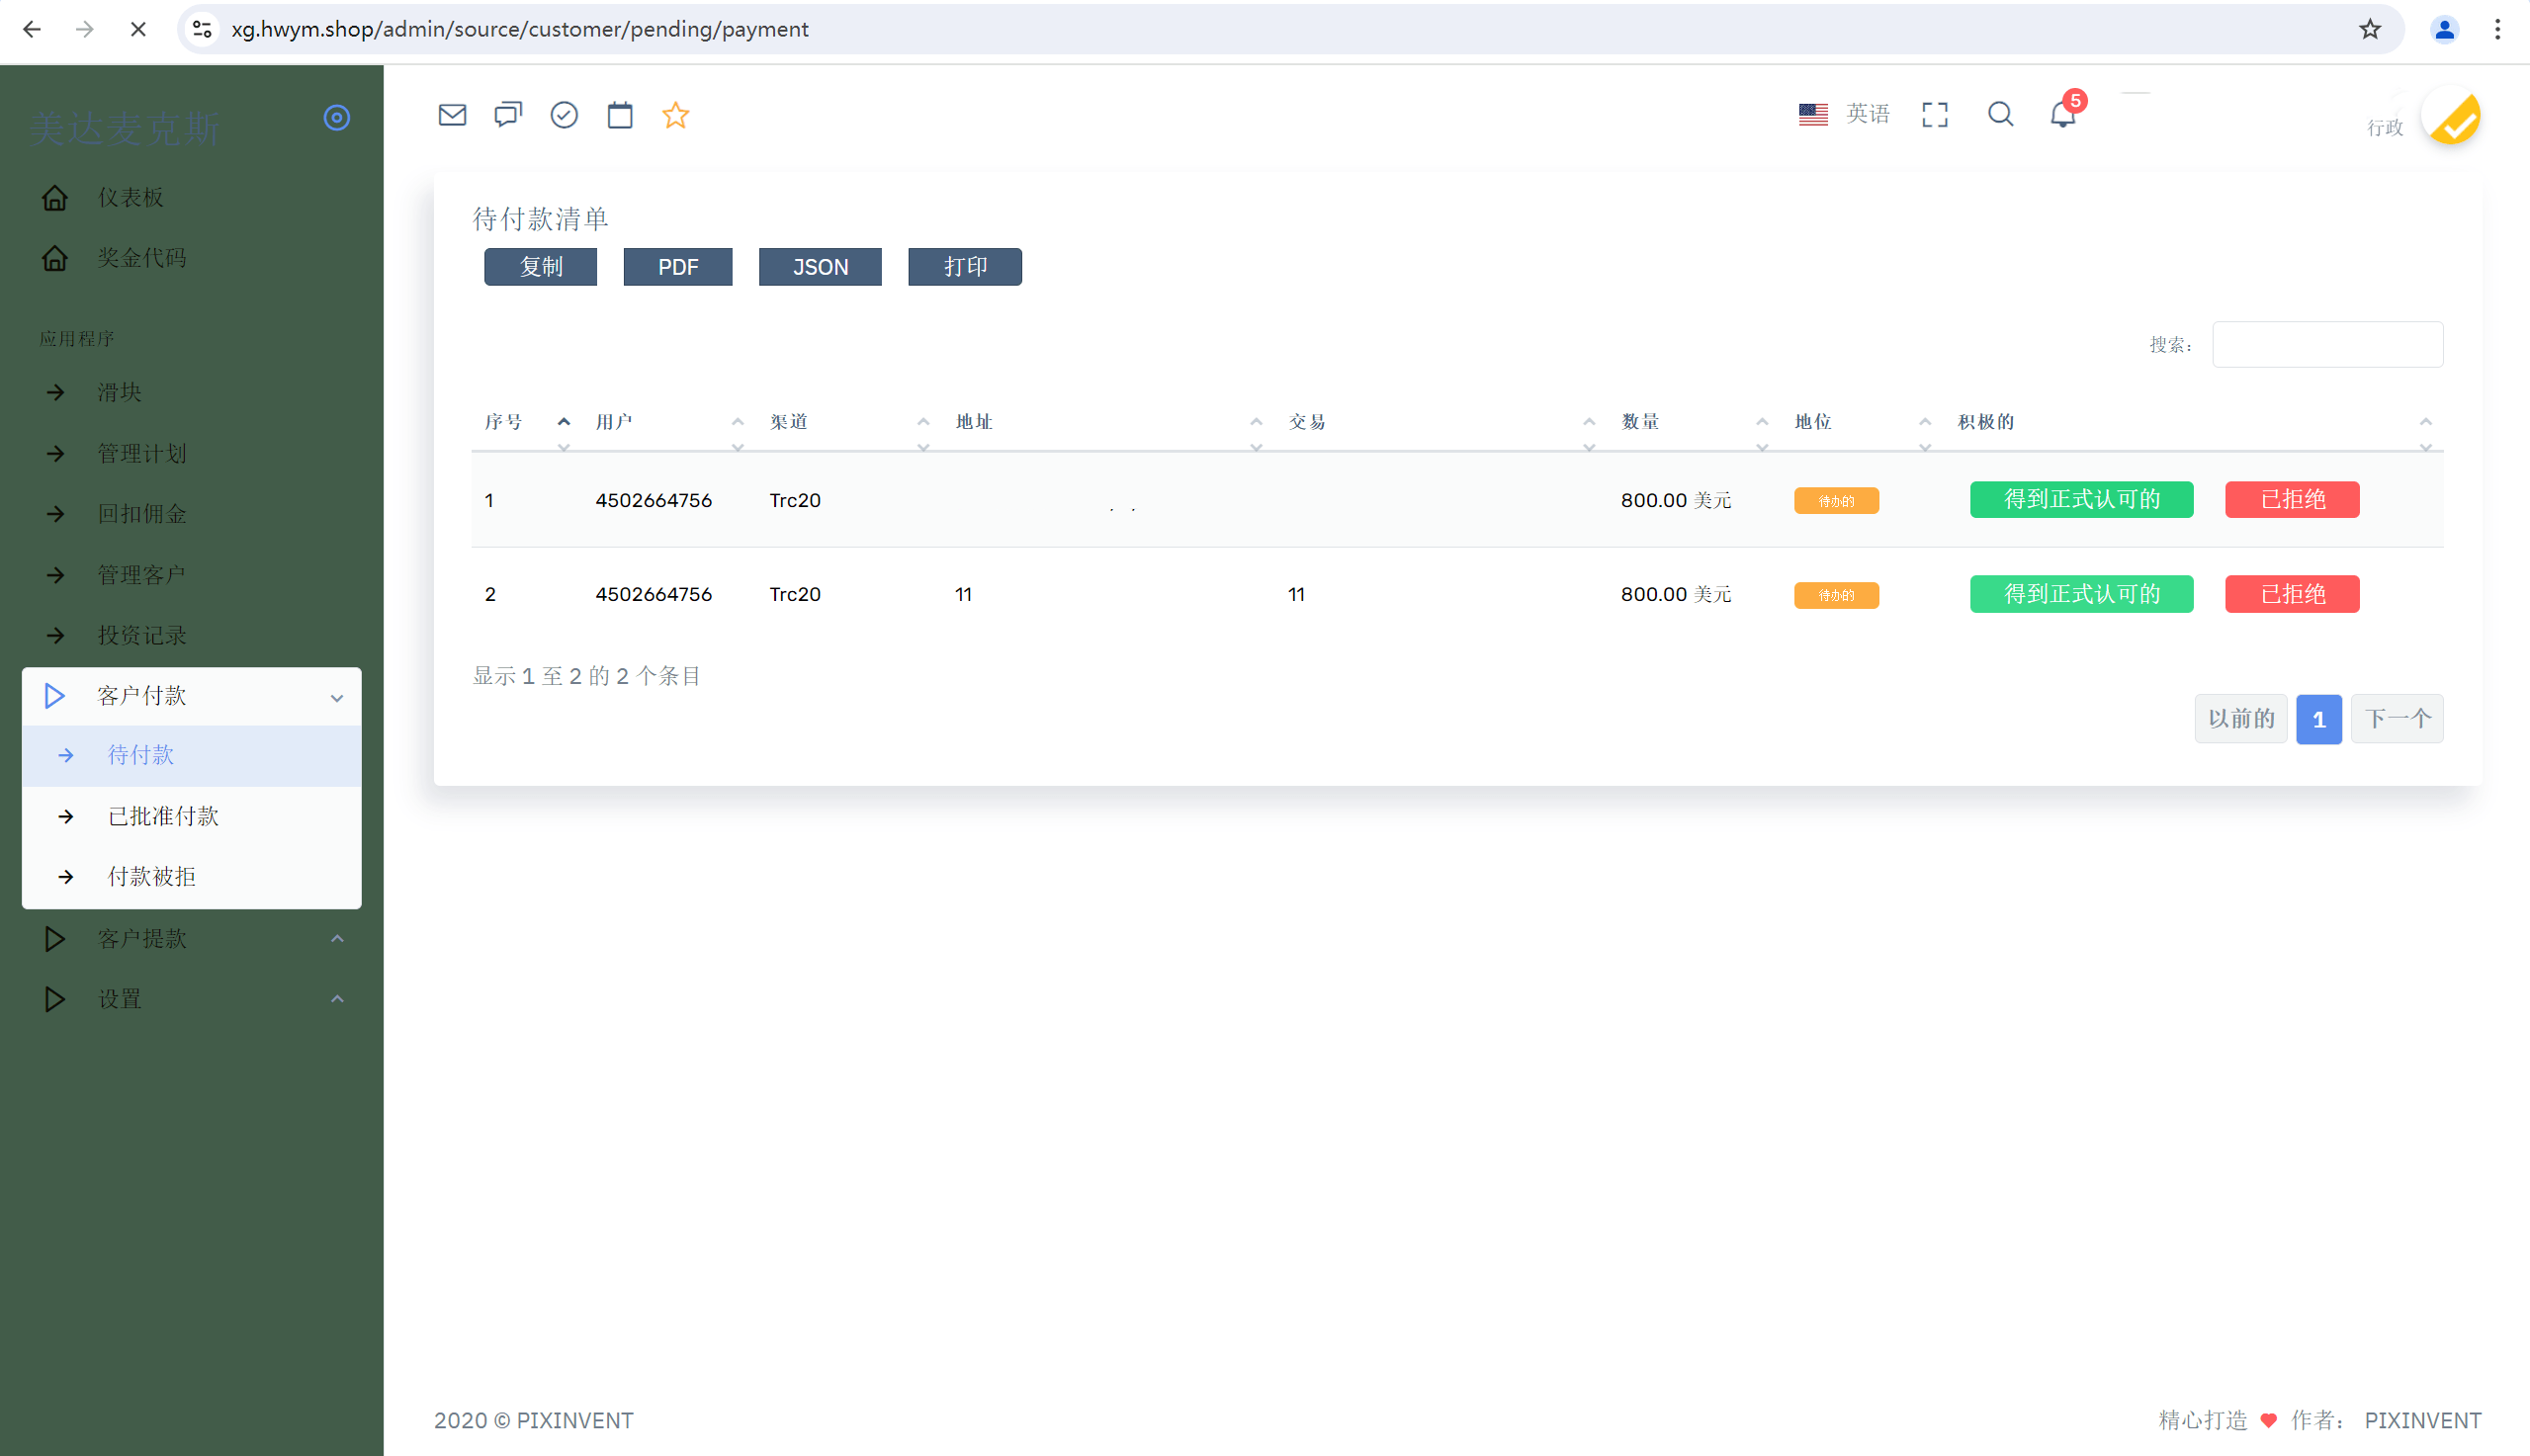 xg.hwym.shop/admin/source/customer/pending/payment
美达麦克斯
仪表板
奖金代码
应用程序
滑块
管理计划
回扣佣金
管理客户
投资记录
客户付款
待付款
已批准付款
付款被拒
客户提款
设置
英语
5
行政
待付款清单
复制 PDF JSON 打印
搜索:
序号 用户 渠道 地址 交易 数量 地位 积极的
1 4502664756 Trc20 800.00 美元 待办的 得到正式认可的 已拒绝
2 4502664756 Trc20 11 11 800.00 美元 待办的 得到正式认可的 已拒绝
显示 1 至 2 的 2 个条目
以前的 1 下一个
2020 © PIXINVENT
精心打造 ♥ 作者: PIXINVENT